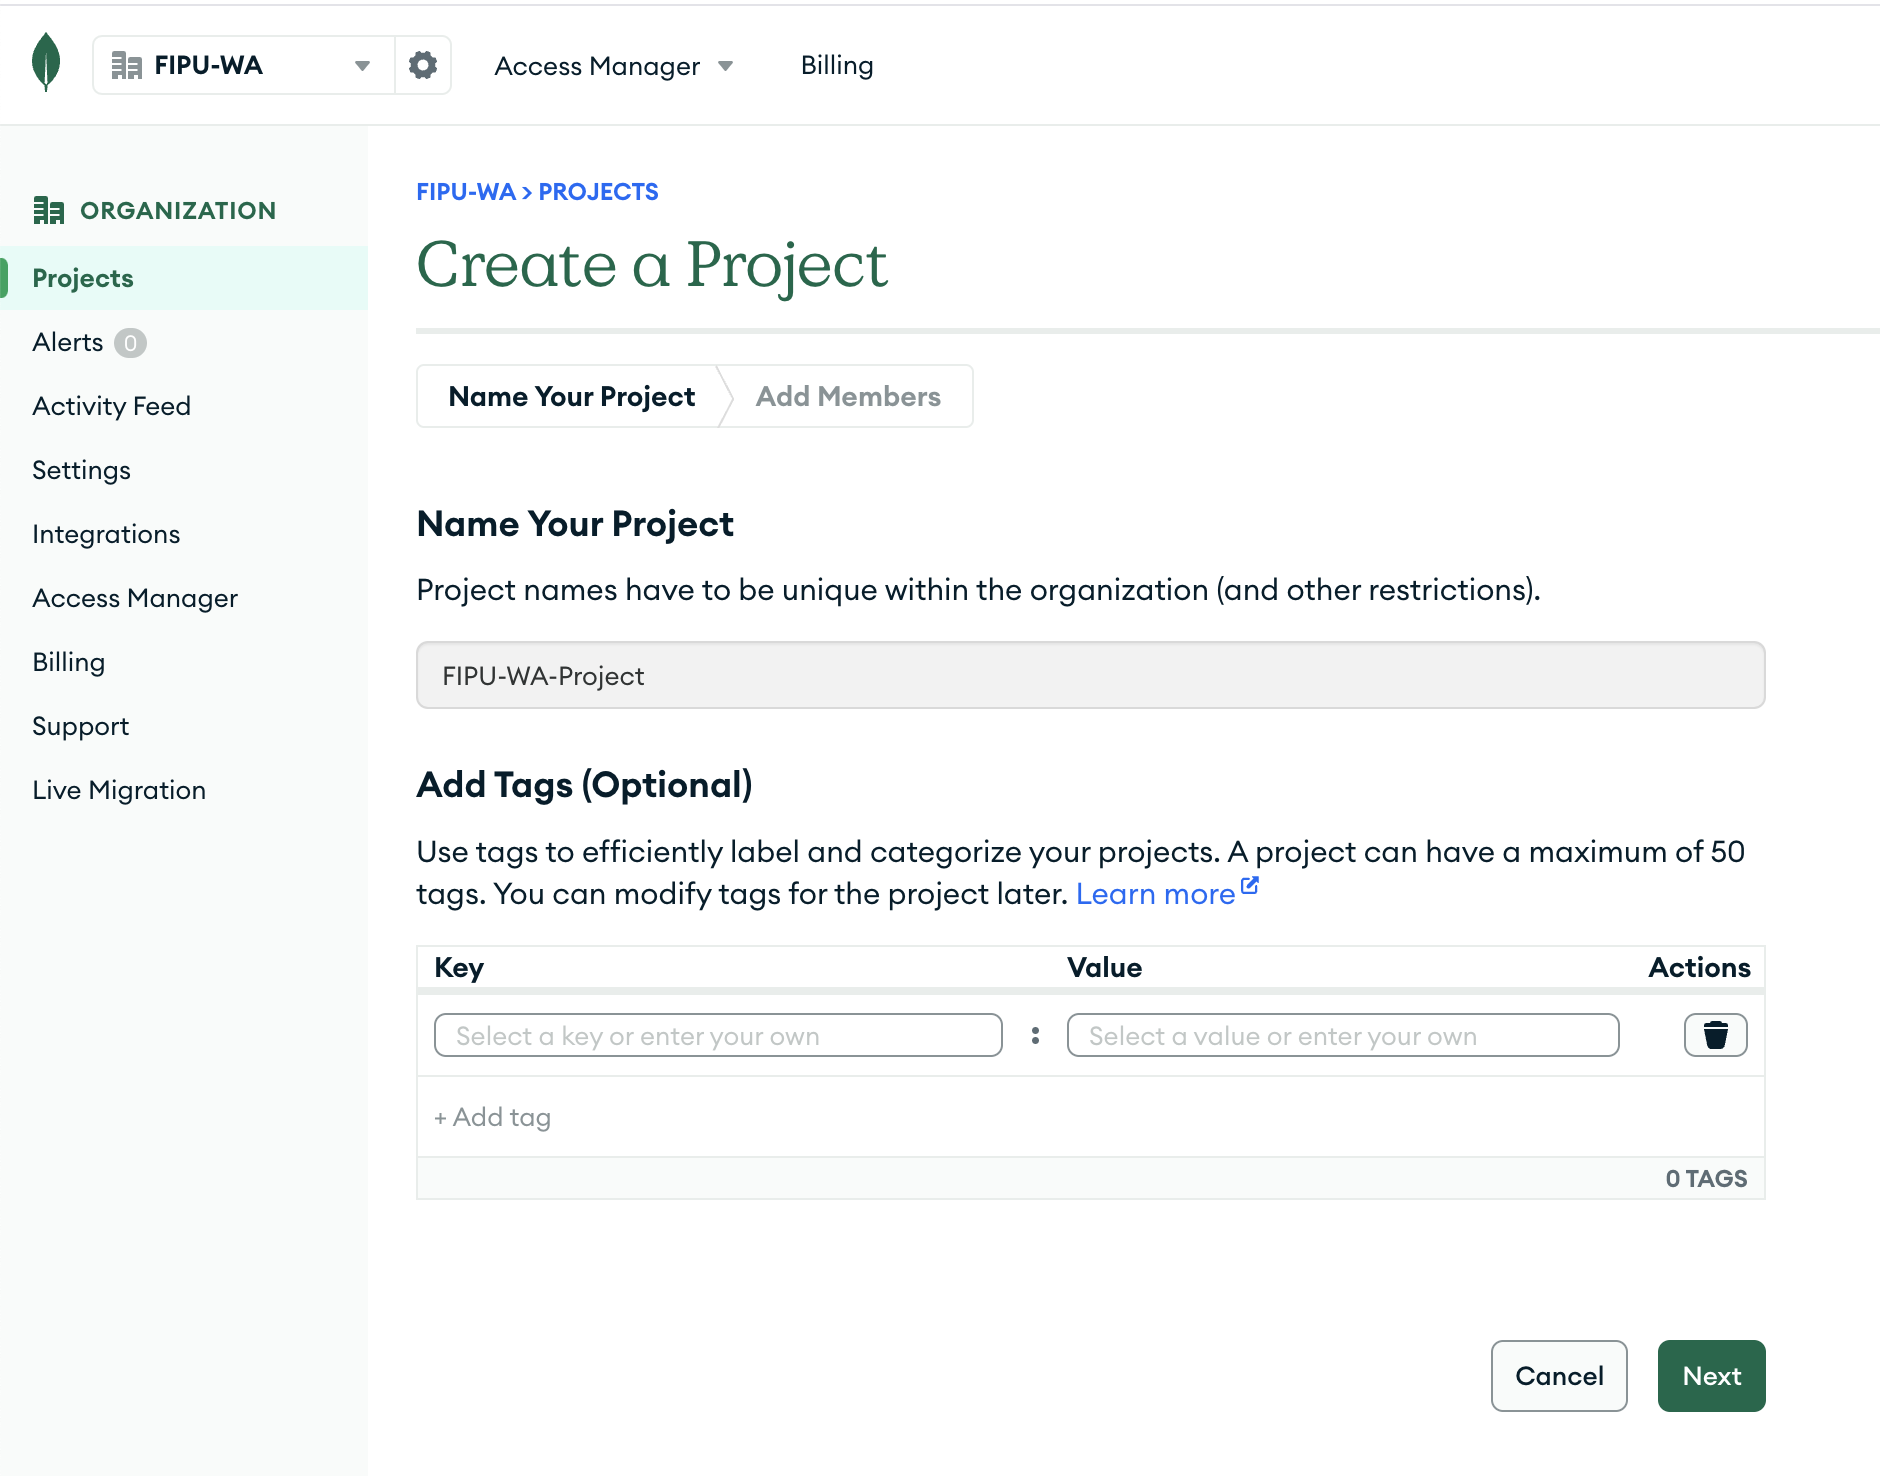 FIPU-WA
Access Manager
Billing
ORGANIZATION
Projects
Alerts 0
Activity Feed
Settings
Integrations
Access Manager
Billing
Support
Live Migration
FIPU-WA > PROJECTS
Create a Project
Name Your Project
Add Members
Name Your Project
Project names have to be unique within the organization (and other restrictions).
FIPU-WA-Project
Add Tags (Optional)
Use tags to efficiently label and categorize your projects. A project can have a maximum of 50
tags. You can modify tags for the project later. Learn more
Key Value Actions
Select a key or enter your own : Select a value or enter your own
+ Add tag
0 TAGS
Cancel Next